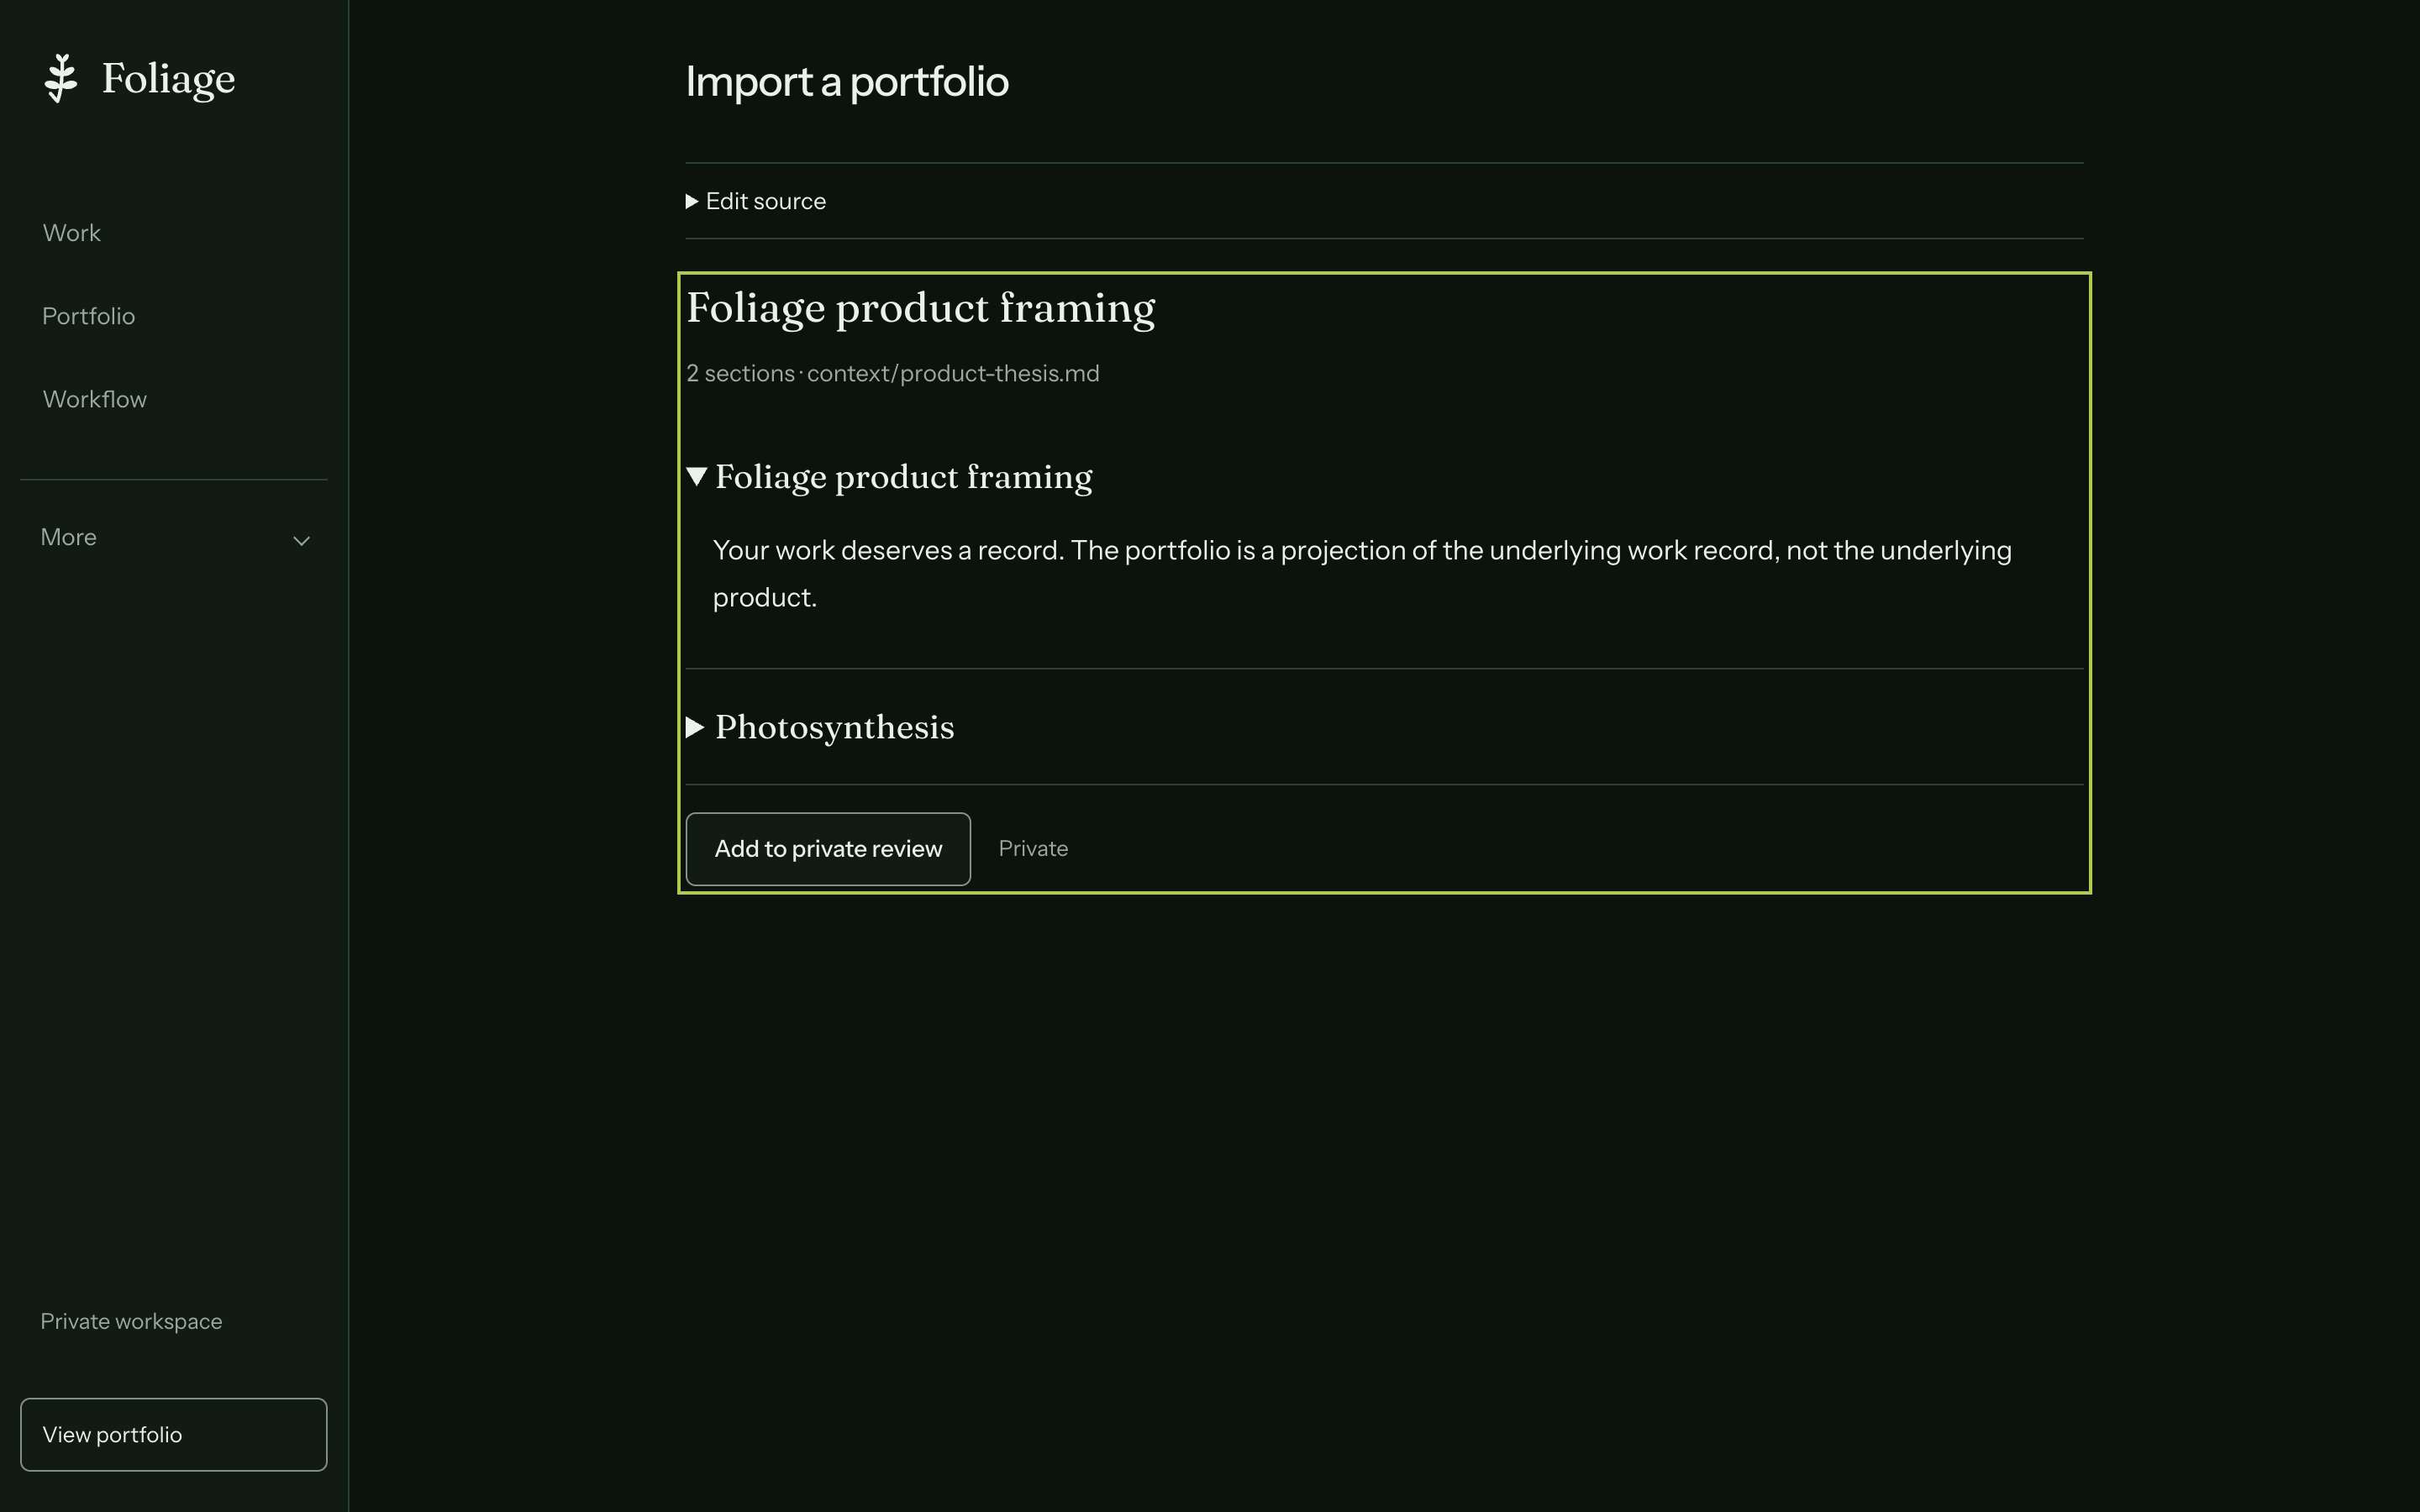 Foliage
Work
Portfolio
Workflow
More
Private workspace
View portfolio
Import a portfolio
Edit source
Foliage product framing
2 sections · context/product-thesis.md
Foliage product framing
Your work deserves a record. The portfolio is a projection of the underlying work record, not the underlying
product.
Photosynthesis
Add to private review
Private